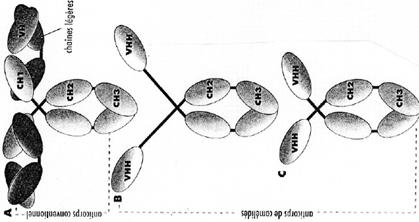 A
VH
chaînes légères
CH1
CH2
CH3
anticorps conventionnel
B
VHH
VHH
CH2
CH3
C
VHH
VHH
CH2
CH3
anticorps de camélidés